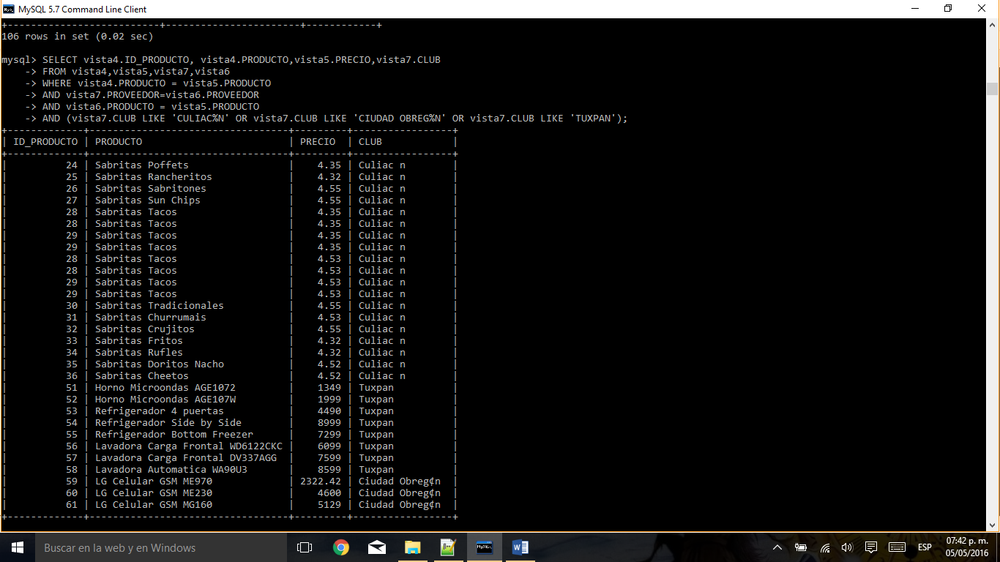 MySQL 5.7 Command Line Client
+--------------------------+------------------------+------------+
106 rows in set (0.02 sec)
mysql> SELECT vista4.ID_PRODUCTO, vista4.PRODUCTO,vista5.PRECIO,vista7.CLUB
    -> FROM vista4,vista5,vista7,vista6
    -> WHERE vista4.PRODUCTO = vista5.PRODUCTO
    -> AND vista7.PROVEEDOR=vista6.PROVEEDOR
    -> AND vista6.PRODUCTO = vista5.PRODUCTO
    -> AND (vista7.CLUB LIKE 'CULIAC%N' OR vista7.CLUB LIKE 'CIUDAD OBREG%N' OR vista7.CLUB LIKE 'TUXPAN');
+-------------+----------------------------------+---------+-----------------+
| ID_PRODUCTO | PRODUCTO                         | PRECIO  | CLUB            |
+-------------+----------------------------------+---------+-----------------+
|          24 | Sabritas Poffets                 |    4.35 | Culiac n        |
|          25 | Sabritas Rancheritos             |    4.32 | Culiac n        |
|          26 | Sabritas Sabritones              |    4.55 | Culiac n        |
|          27 | Sabritas Sun Chips               |    4.55 | Culiac n        |
|          28 | Sabritas Tacos                   |    4.35 | Culiac n        |
|          28 | Sabritas Tacos                   |    4.35 | Culiac n        |
|          29 | Sabritas Tacos                   |    4.35 | Culiac n        |
|          29 | Sabritas Tacos                   |    4.35 | Culiac n        |
|          28 | Sabritas Tacos                   |    4.53 | Culiac n        |
|          28 | Sabritas Tacos                   |    4.53 | Culiac n        |
|          29 | Sabritas Tacos                   |    4.53 | Culiac n        |
|          29 | Sabritas Tacos                   |    4.53 | Culiac n        |
|          30 | Sabritas Tradicionales           |    4.55 | Culiac n        |
|          31 | Sabritas Churrumais              |    4.53 | Culiac n        |
|          32 | Sabritas Crujitos                |    4.55 | Culiac n        |
|          33 | Sabritas Fritos                  |    4.32 | Culiac n        |
|          34 | Sabritas Rufles                  |    4.32 | Culiac n        |
|          35 | Sabritas Doritos Nacho           |    4.52 | Culiac n        |
|          36 | Sabritas Cheetos                 |    4.52 | Culiac n        |
|          51 | Horno Microondas AGE1072         |    1349 | Tuxpan          |
|          52 | Horno Microondas AGE107W         |    1999 | Tuxpan          |
|          53 | Refrigerador 4 puertas           |    4490 | Tuxpan          |
|          54 | Refrigerador Side by Side        |    8999 | Tuxpan          |
|          55 | Refrigerador Bottom Freezer      |    7299 | Tuxpan          |
|          56 | Lavadora Carga Frontal WD6122CKC |    6099 | Tuxpan          |
|          57 | Lavadora Carga Frontal DV337AGG  |    7599 | Tuxpan          |
|          58 | Lavadora Automatica WA90U3       |    8599 | Tuxpan          |
|          59 | LG Celular GSM ME970             | 2322.42 | Ciudad Obreg¢n  |
|          60 | LG Celular GSM ME230             |    4600 | Ciudad Obreg¢n  |
|          61 | LG Celular GSM MG160             |    5129 | Ciudad Obreg¢n  |
+-------------+----------------------------------+---------+-----------------+
Buscar en la web y en Windows
ESP
07:42 p. m.
05/05/2016